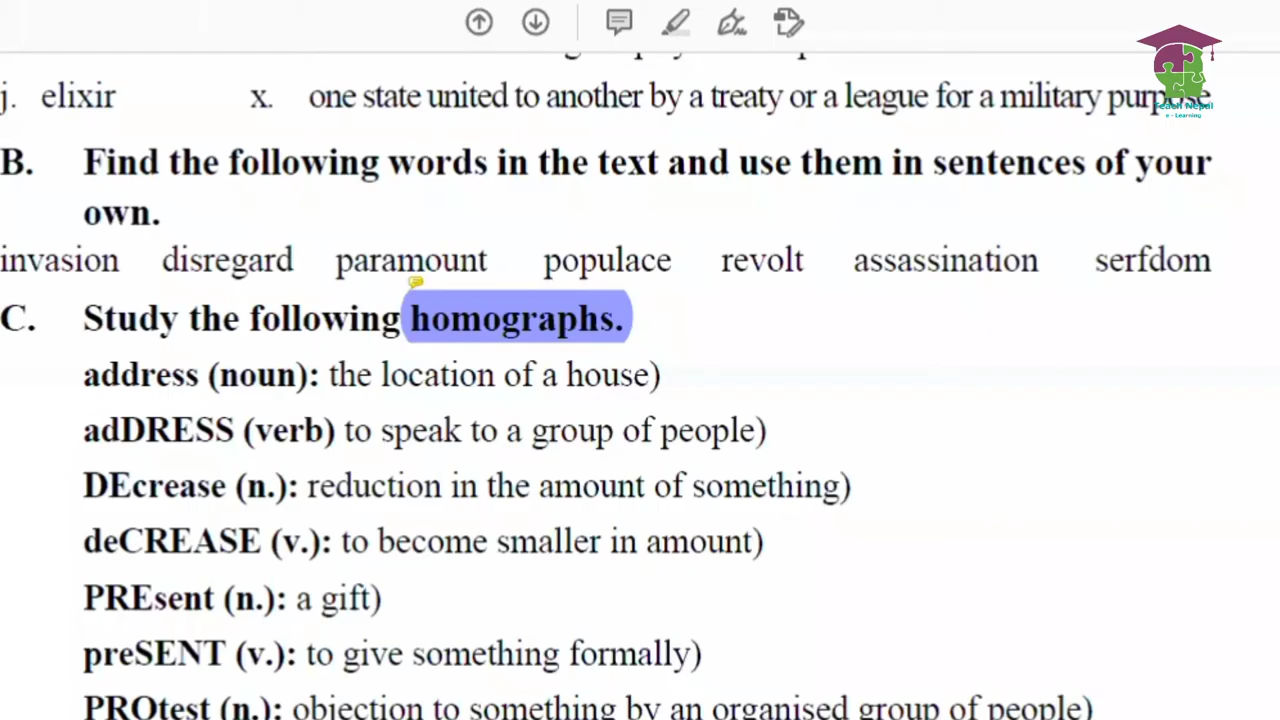 j. elixir x. one state united to another by a treaty or a league for a military purpose
Teach Nepal
e - Learning
B. Find the following words in the text and use them in sentences of your
own.
invasion disregard paramount populace revolt assassination serfdom
C. Study the following homographs.
address (noun): the location of a house)
adDRESS (verb) to speak to a group of people)
DEcrease (n.): reduction in the amount of something)
deCREASE (v.): to become smaller in amount)
PREsent (n.): a gift)
preSENT (v.): to give something formally)
PROtest (n.): objection to something by an organised group of people)